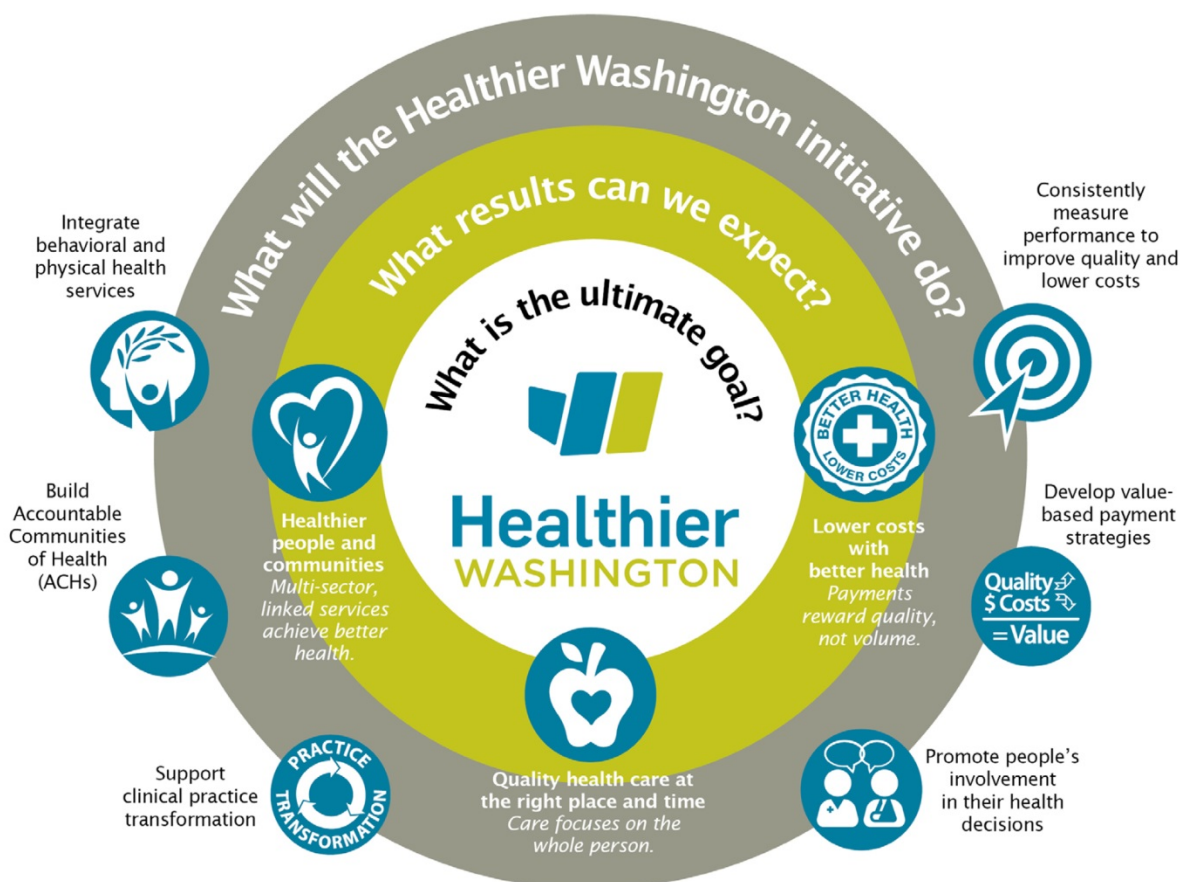 What will the Healthier Washington initiative do?
What results can we expect?
What is the ultimate goal?
Healthier
WASHINGTON
Integrate
behavioral and
physical health
services
Build
Accountable
Communities
of Health
(ACHs)
Support
clinical practice
transformation
PRACTICE
TRANSFORMATION
Healthier
people and
communities
Multi-sector,
linked services
achieve better
health.
Quality health care at
the right place and time
Care focuses on the
whole person.
BETTER HEALTH
LOWER COSTS
Lower costs
with
better health
Payments
reward quality,
not volume.
Consistently
measure
performance to
improve quality and
lower costs
Develop value-
based payment
strategies
Quality
$ Costs
= Value
Promote people’s
involvement
in their health
decisions